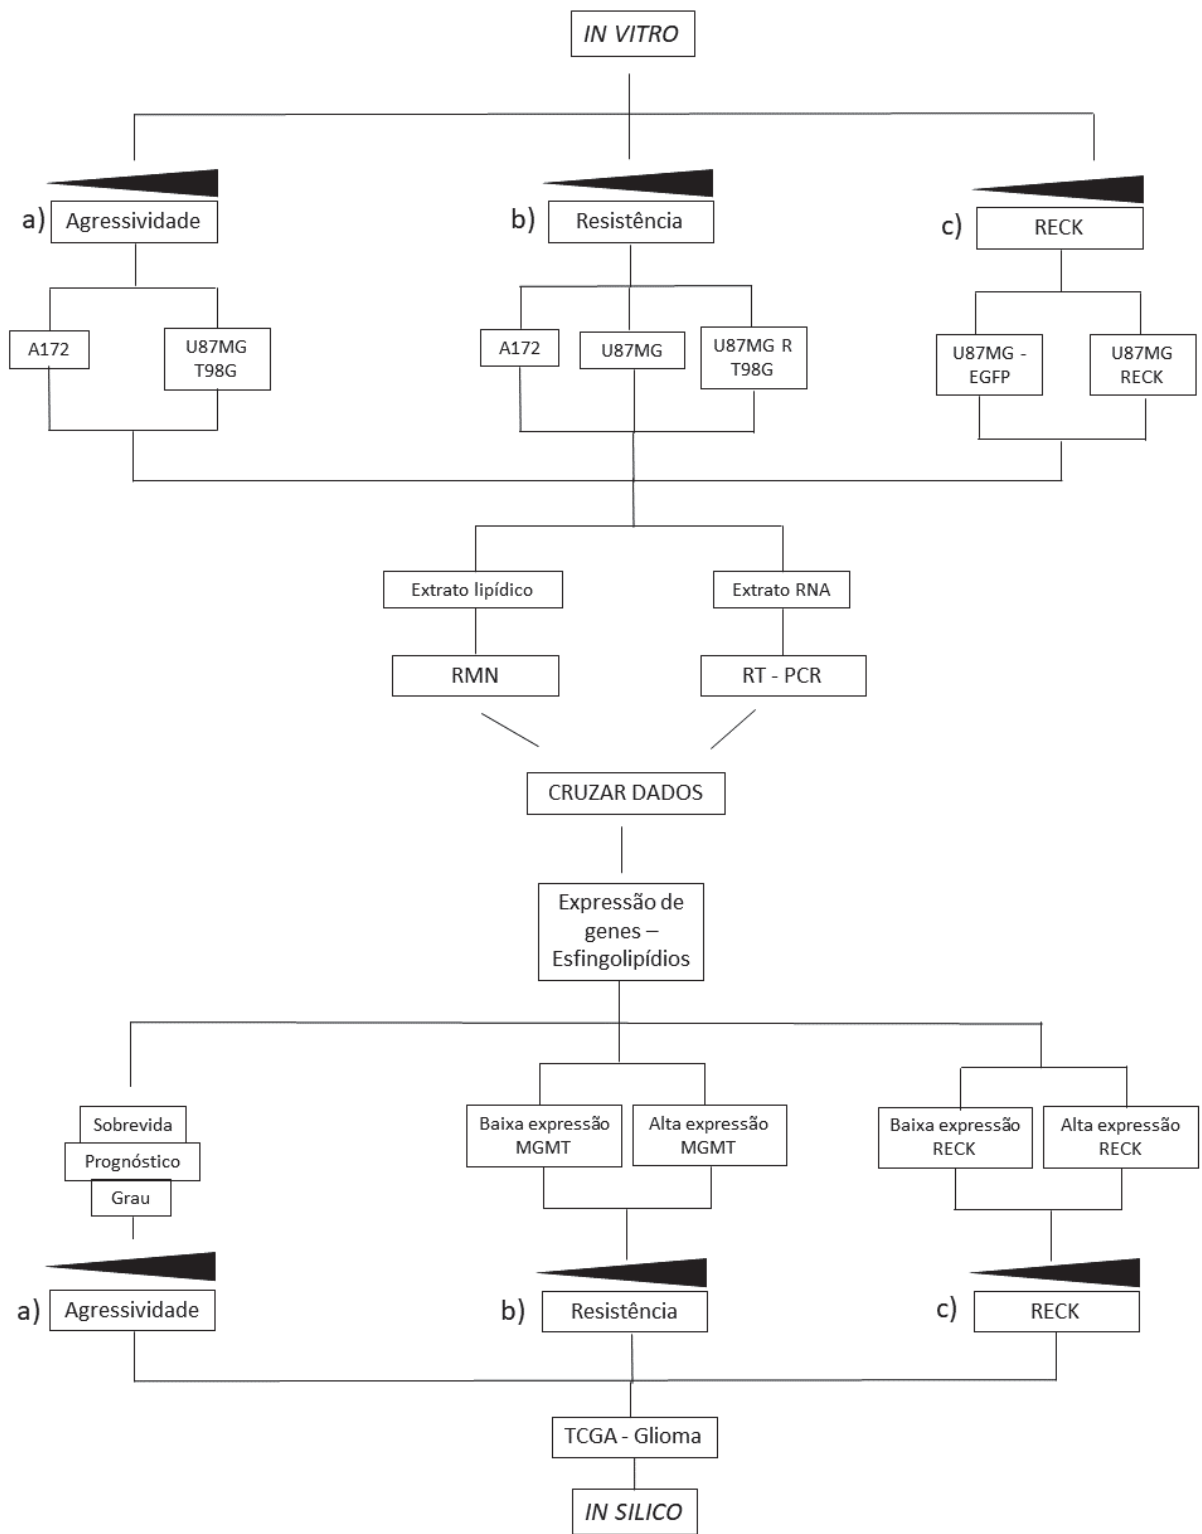 IN VITRO
a)
Agressividade
b)
Resistência
c)
RECK
A172
U87MG
T98G
A172
U87MG
U87MG R
T98G
U87MG -
EGFP
U87MG
RECK
Extrato lipídico
Extrato RNA
RMN
RT - PCR
CRUZAR DADOS
Expressão de
genes –
Esfingolipídios
Sobrevida
Prognóstico
Grau
Baixa expressão
MGMT
Alta expressão
MGMT
Baixa expressão
RECK
Alta expressão
RECK
a)
Agressividade
b)
Resistência
c)
RECK
TCGA - Glioma
IN SILICO